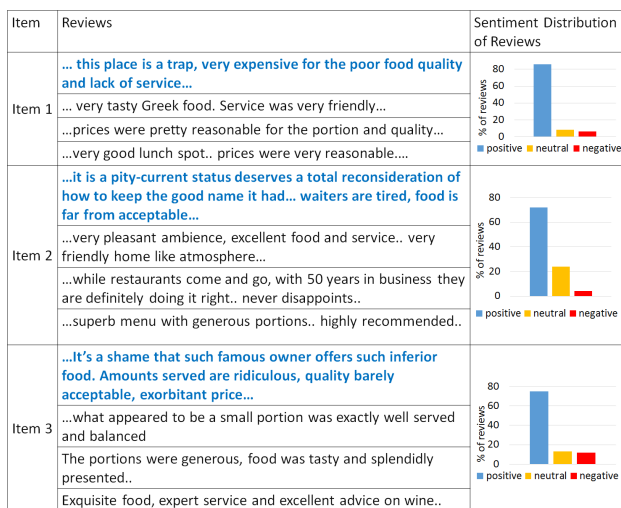 Item Reviews Sentiment Distribution
of Reviews
Item 1
... this place is a trap, very expensive for the poor food quality
and lack of service...
... very tasty Greek food. Service was very friendly...
...prices were pretty reasonable for the portion and quality...
...very good lunch spot.. prices were very reasonable....
% of reviews
80
60
40
20
0
positive neutral negative
Item 2
...it is a pity-current status deserves a total reconsideration of
how to keep the good name it had... waiters are tired, food is
far from acceptable...
...very pleasant ambience, excellent food and service.. very
friendly home like atmosphere...
...while restaurants come and go, with 50 years in business they
are definitely doing it right.. never disappoints..
...superb menu with generous portions.. highly recommended..
% of reviews
80
60
40
20
0
positive neutral negative
Item 3
...It's a shame that such famous owner offers such inferior
food. Amounts served are ridiculous, quality barely
acceptable, exorbitant price...
...what appeared to be a small portion was exactly well served
and balanced
The portions were generous, food was tasty and splendidly
presented..
Exquisite food, expert service and excellent advice on wine..
% of reviews
80
60
40
20
0
positive neutral negative